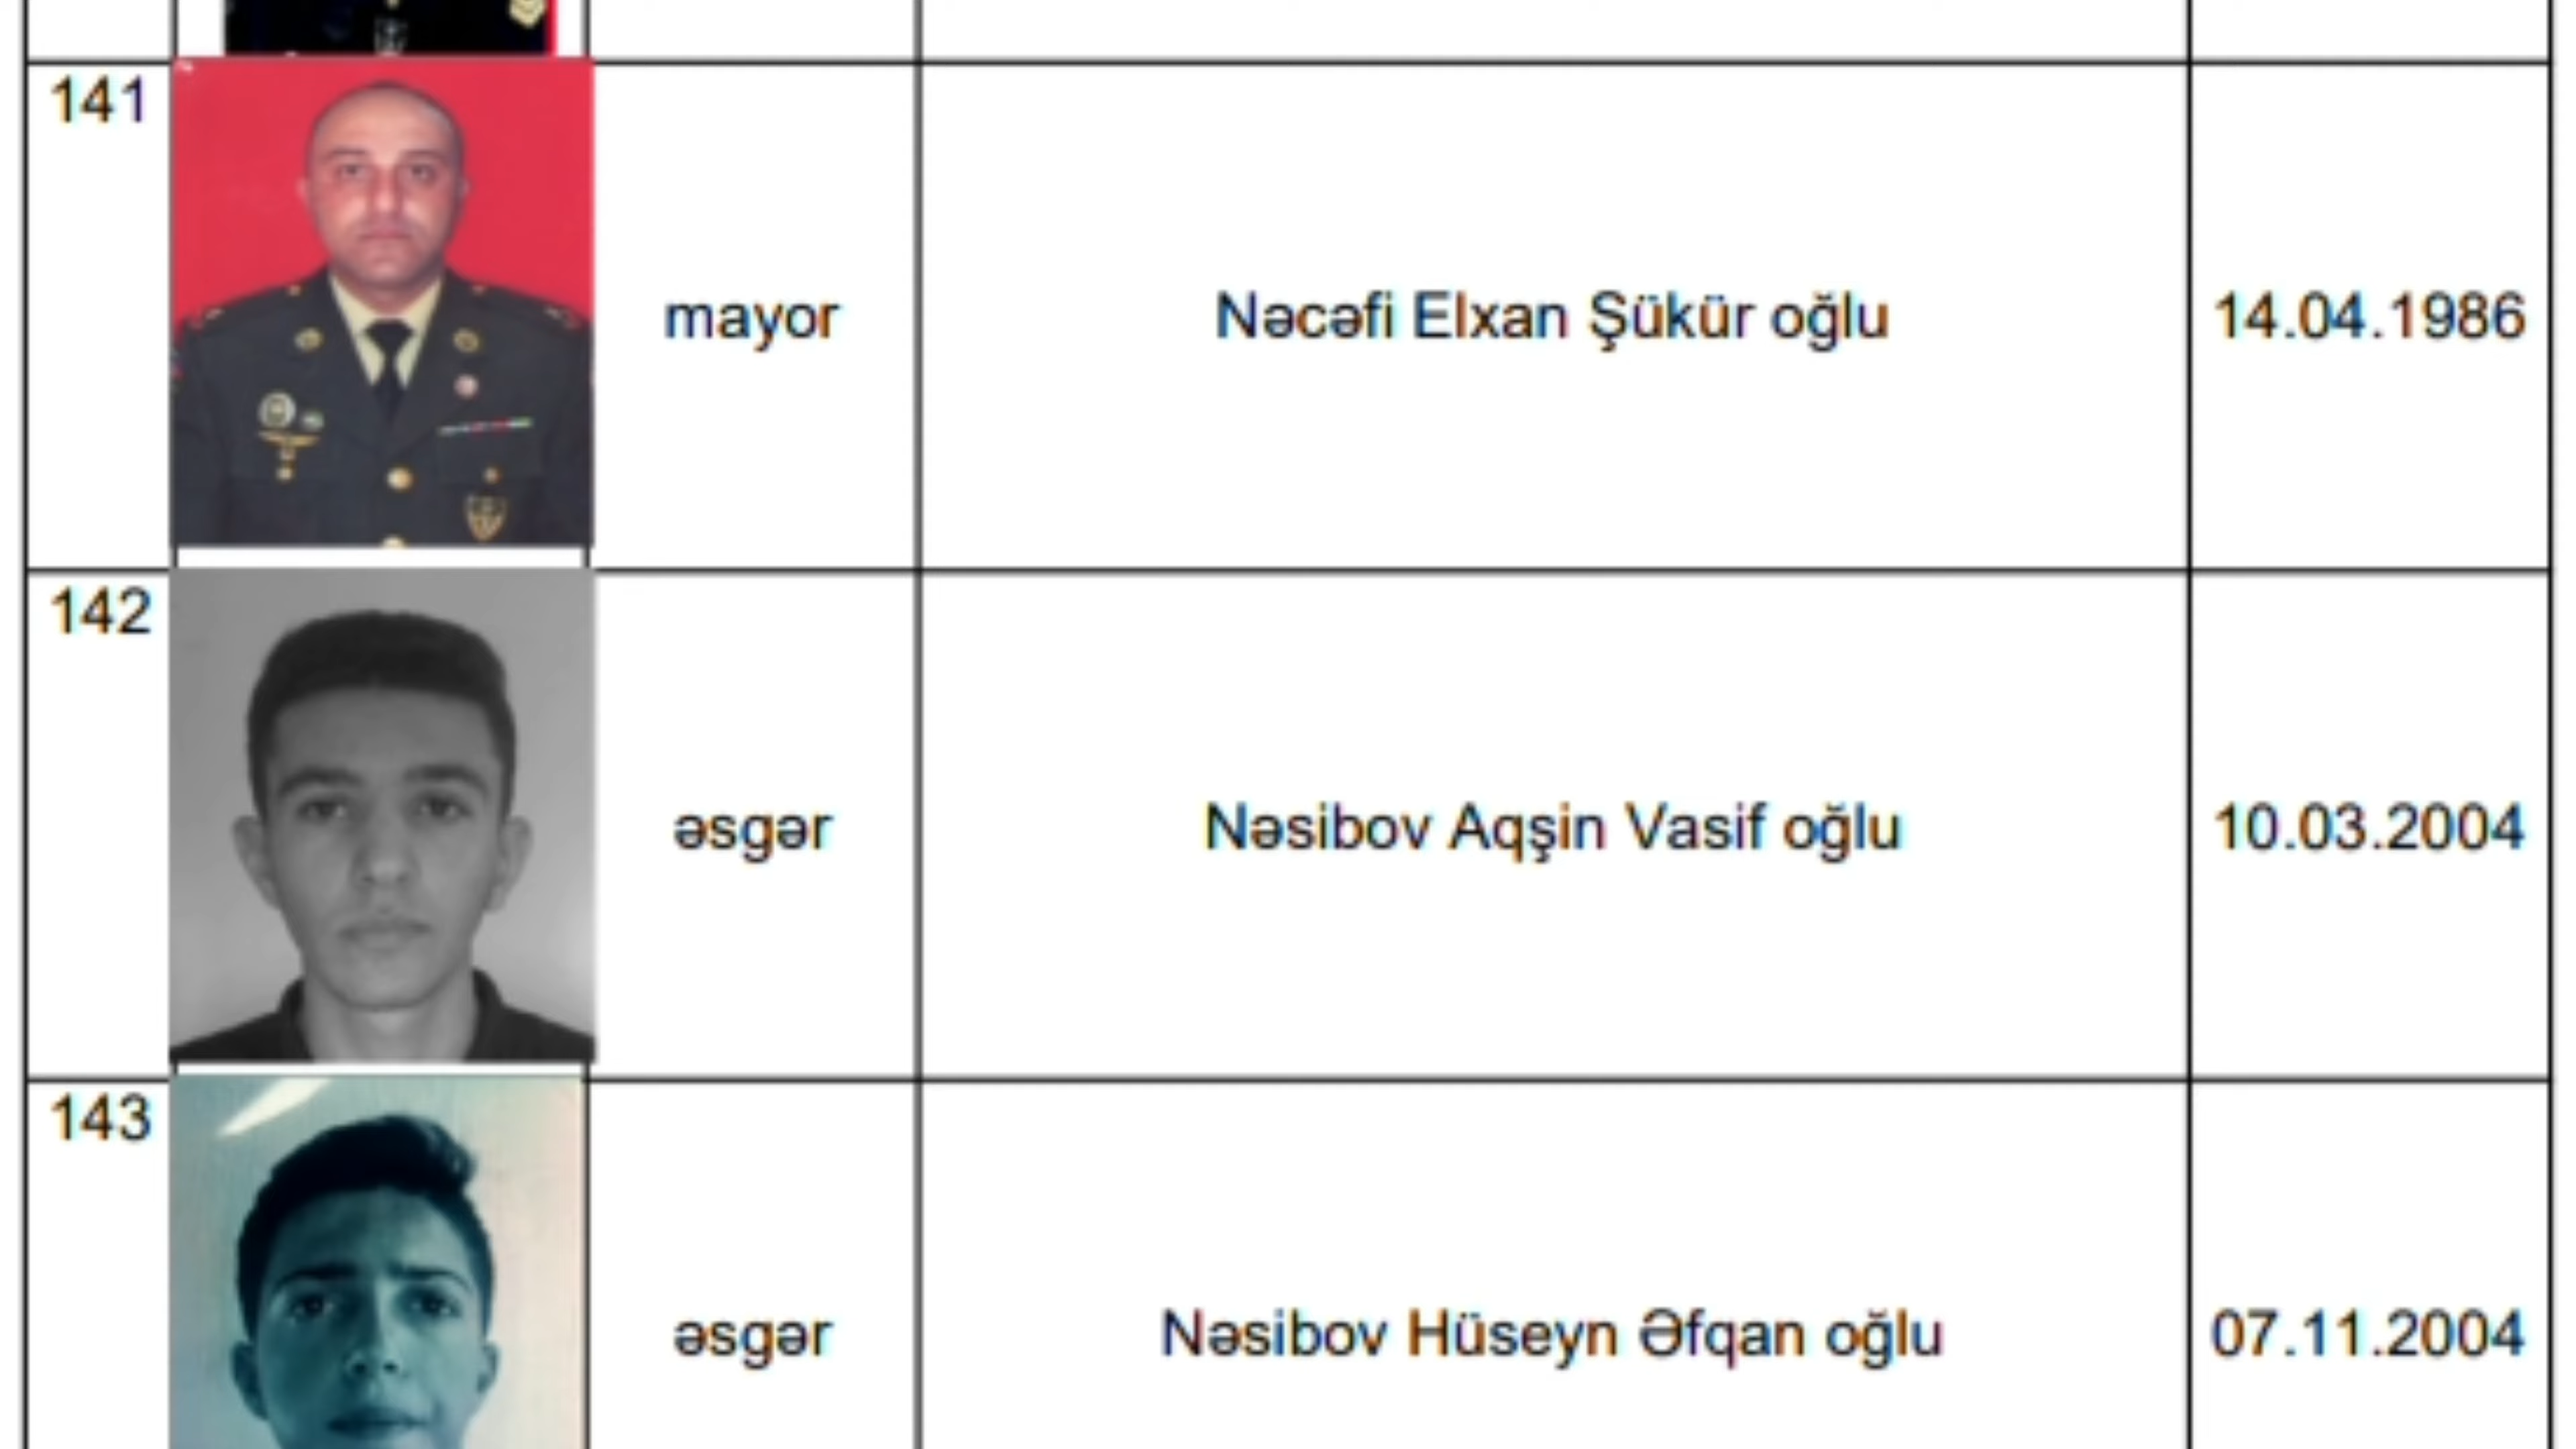 141 mayor Nəcəfi Elxan Şükür oğlu 14.04.1986
142 əsgər Nəsibov Aqşin Vasif oğlu 10.03.2004
143 əsgər Nəsibov Hüseyn Əfqan oğlu 07.11.2004